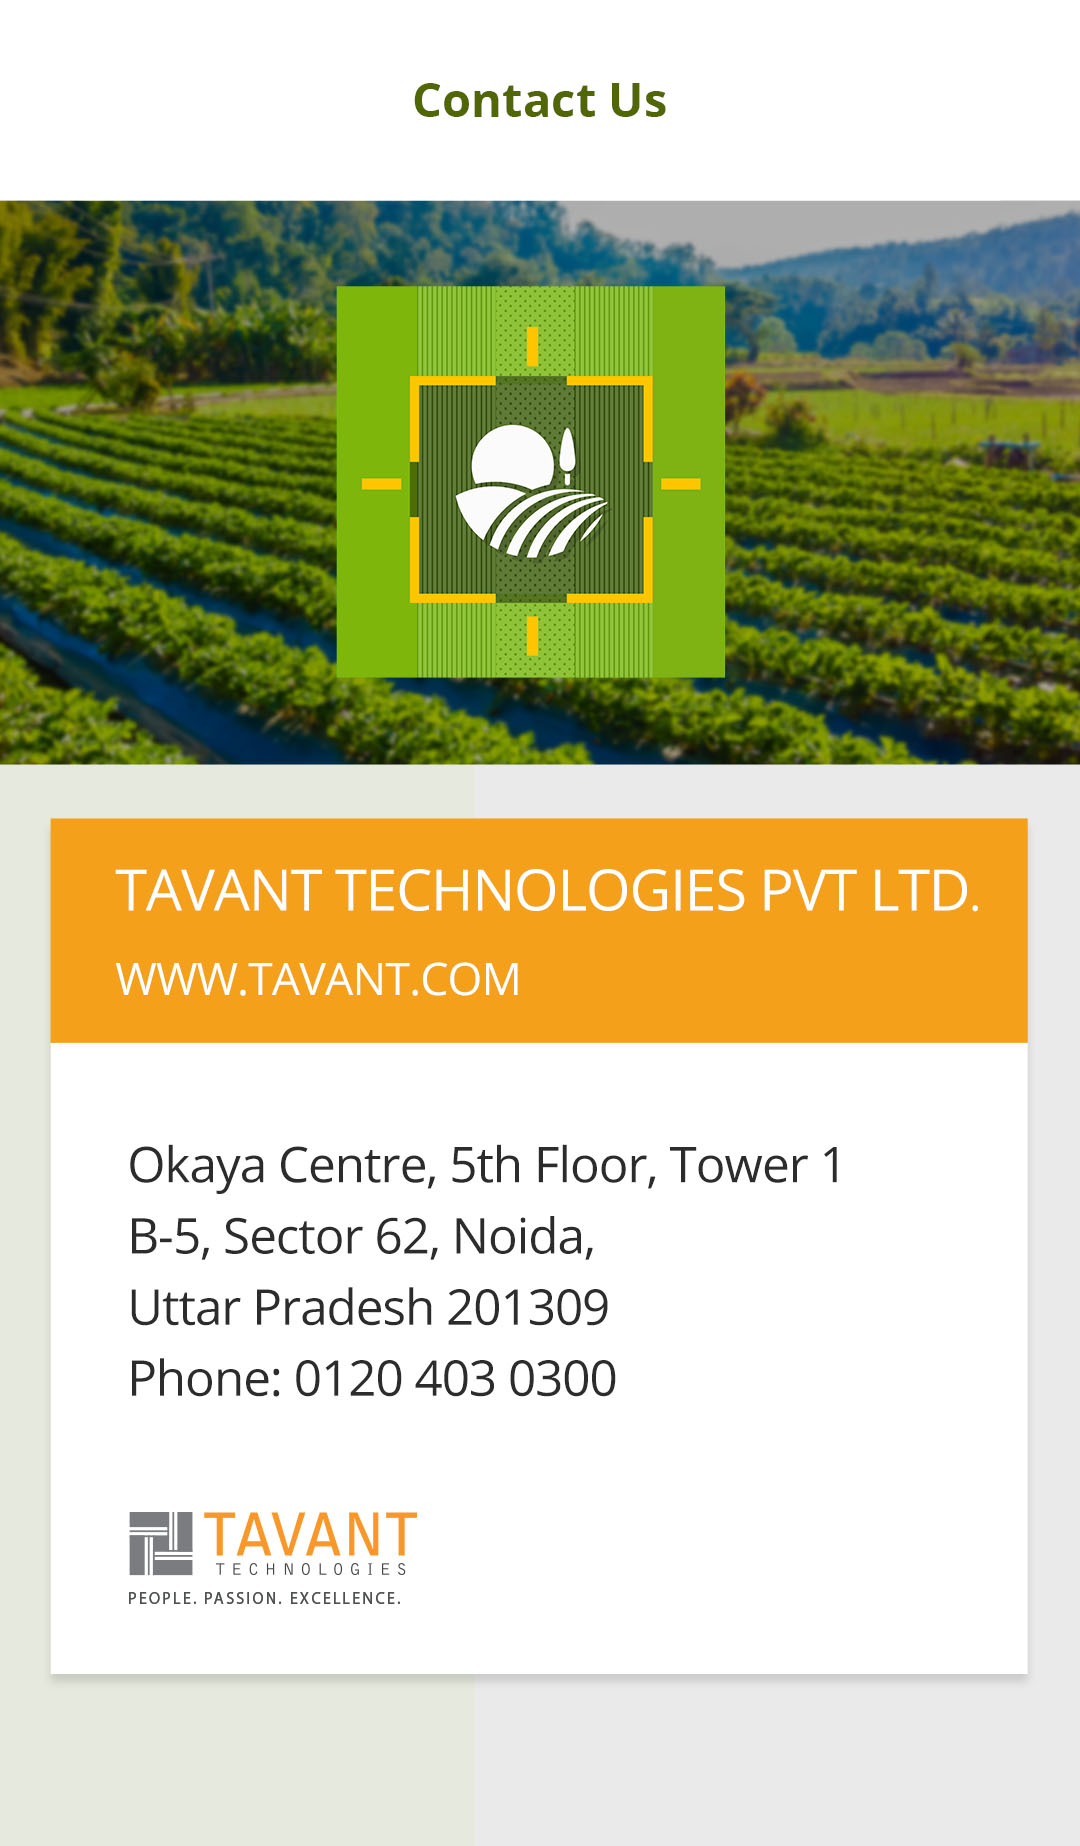 Contact Us
TAVANT TECHNOLOGIES PVT LTD.
WWW.TAVANT.COM
Okaya Centre, 5th Floor, Tower 1
B-5, Sector 62, Noida,
Uttar Pradesh 201309
Phone: 0120 403 0300
TAVANT
TECHNOLOGIES
PEOPLE. PASSION. EXCELLENCE.